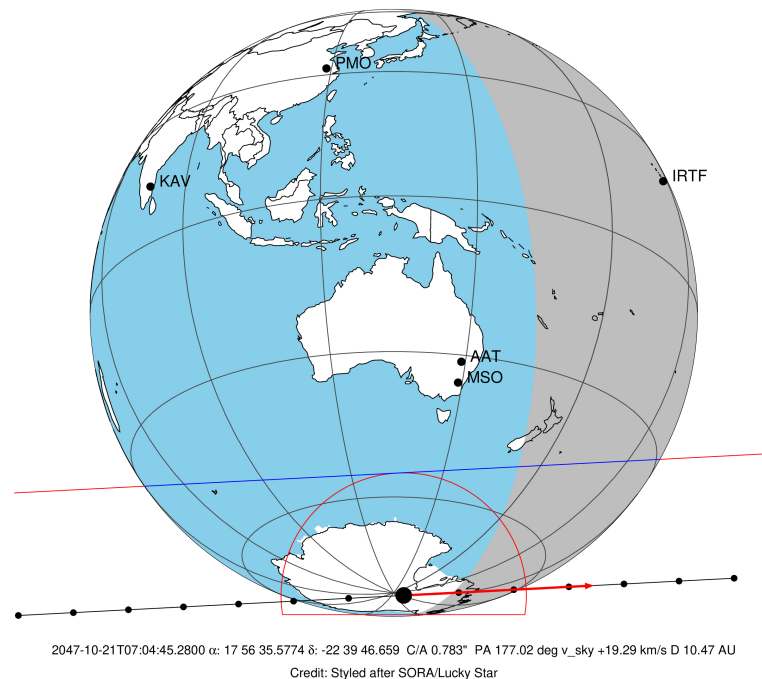 PMO
KAV
IRTF
AAT
MSO
2047-10-21T07:04:45.2800 α: 17 56 35.5774 δ: -22 39 46.659 C/A 0.783" PA 177.02 deg v_sky +19.29 km/s D 10.47 AU
Credit: Styled after SORA/Lucky Star